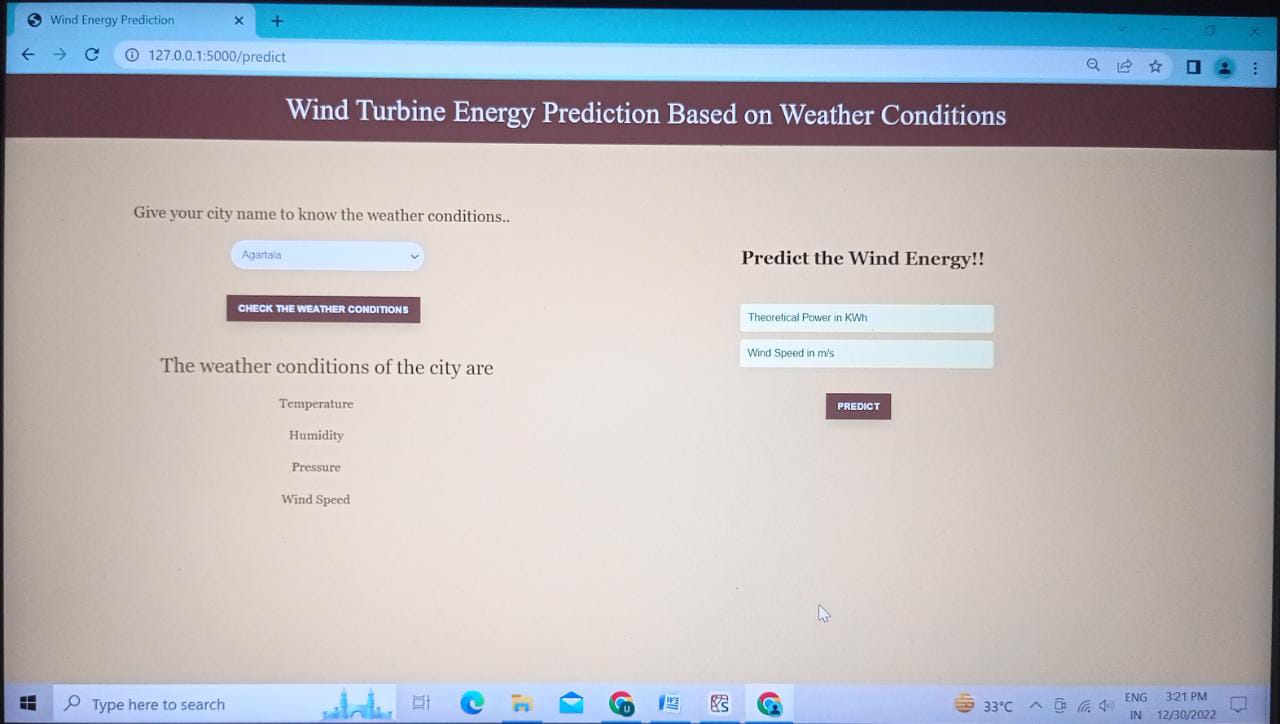 Wind Energy Prediction
127.0.0.1:5000/predict
Wind Turbine Energy Prediction Based on Weather Conditions
Give your city name to know the weather conditions..
Agartala
CHECK THE WEATHER CONDITIONS
The weather conditions of the city are
Temperature
Humidity
Pressure
Wind Speed
Predict the Wind Energy!!
Theoretical Power in KWh
Wind Speed in m/s
PREDICT
Type here to search
33°C
ENG
IN
3:21 PM
12/30/2022